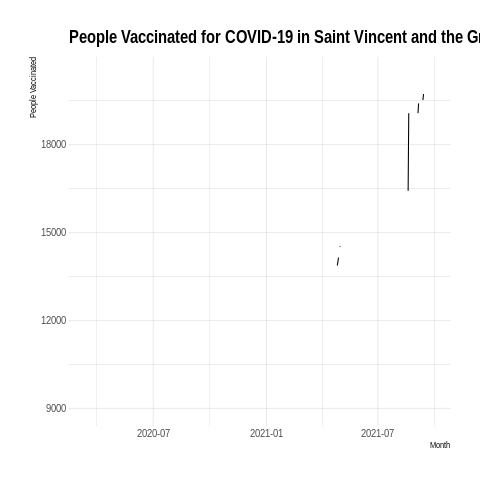 People Vaccinated for COVID-19 in Saint Vincent and the Gr
People Vaccinated
18000
15000
12000
9000
2020-07
2021-01
2021-07
Month